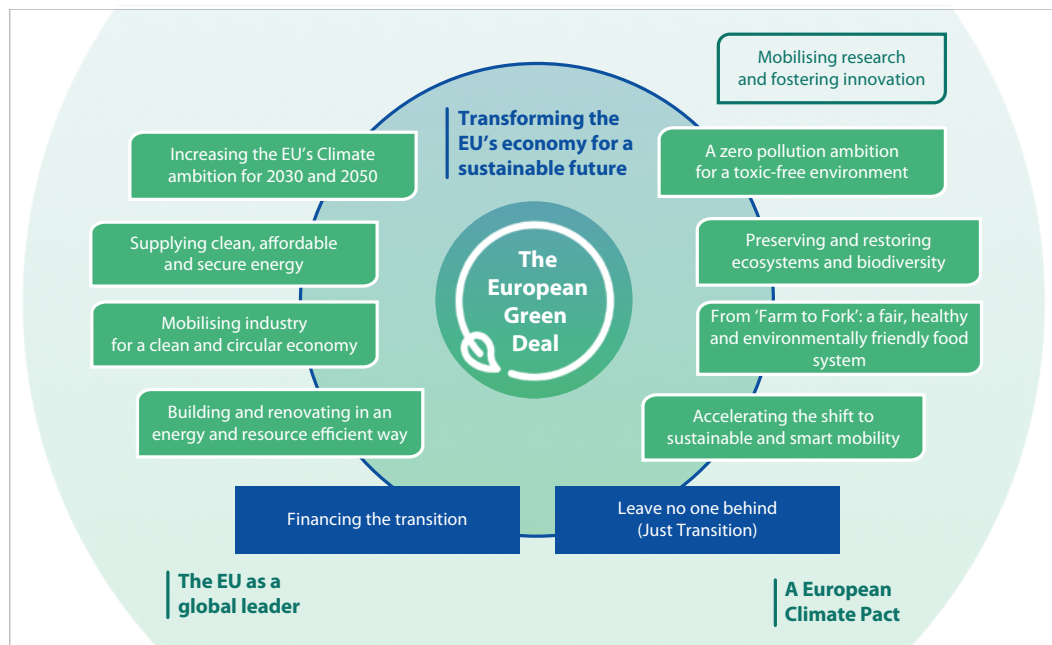 Mobilising research
and fostering innovation
Transforming the
EU's economy for a
sustainable future
Increasing the EU's Climate
ambition for 2030 and 2050
A zero pollution ambition
for a toxic-free environment
Supplying clean, affordable
and secure energy
Preserving and restoring
ecosystems and biodiversity
The
European
Green
Deal
Mobilising industry
for a clean and circular economy
From ‘Farm to Fork’: a fair, healthy
and environmentally friendly food
system
Building and renovating in an
energy and resource efficient way
Accelerating the shift to
sustainable and smart mobility
Financing the transition
Leave no one behind
(Just Transition)
The EU as a
global leader
A European
Climate Pact